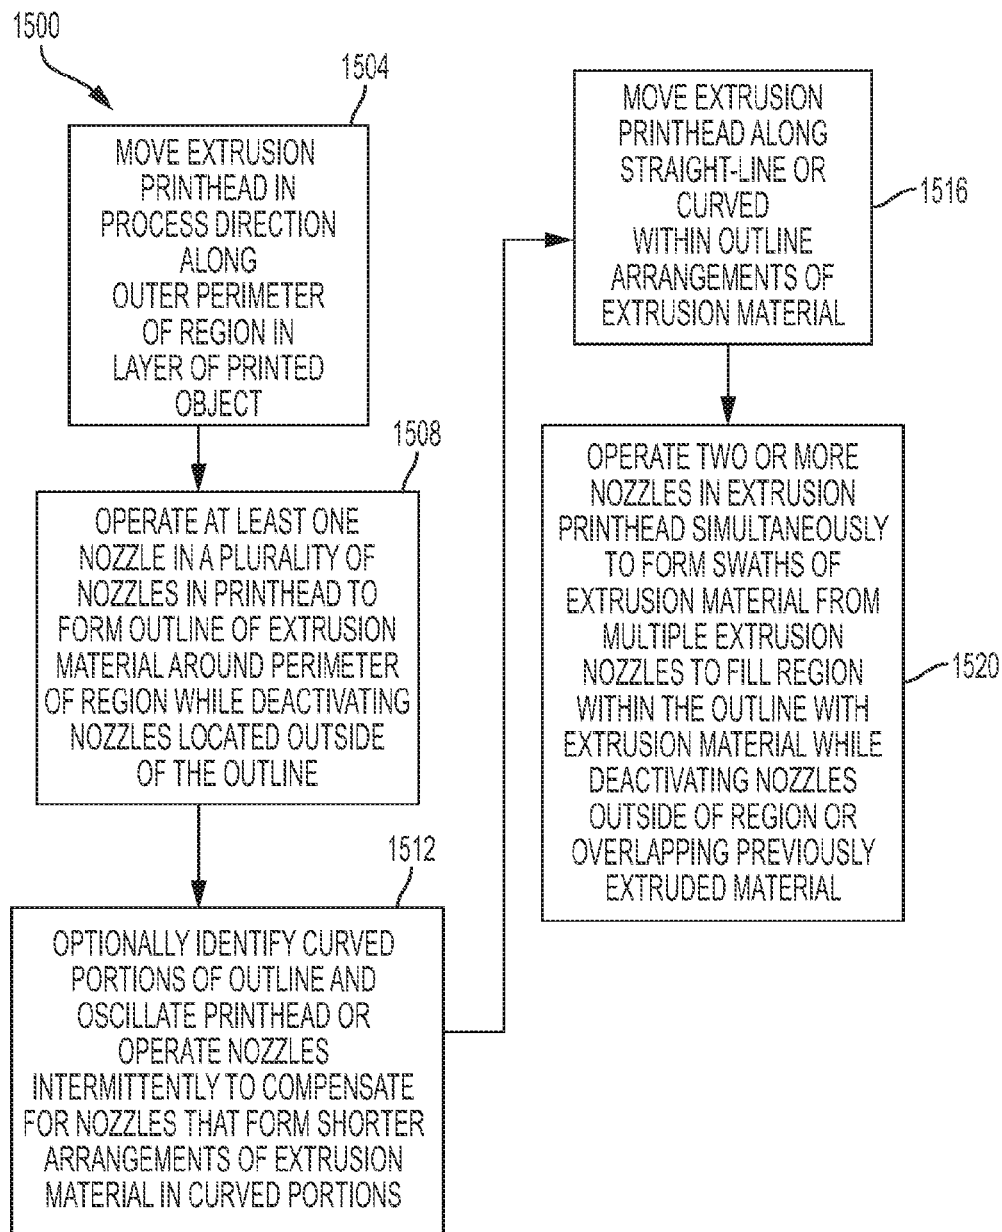 1500
1504
MOVE EXTRUSION
PRINTHEAD IN
PROCESS DIRECTION
ALONG
OUTER PERIMETER
OF REGION IN
LAYER OF PRINTED
OBJECT
1508
OPERATE AT LEAST ONE
NOZZLE IN A PLURALITY OF
NOZZLES IN PRINTHEAD TO
FORM OUTLINE OF EXTRUSION
MATERIAL AROUND PERIMETER
OF REGION WHILE DEACTIVATING
NOZZLES LOCATED OUTSIDE
OF THE OUTLINE
1512
OPTIONALLY IDENTIFY CURVED
PORTIONS OF OUTLINE AND
OSCILLATE PRINTHEAD OR
OPERATE NOZZLES
INTERMITTENTLY TO COMPENSATE
FOR NOZZLES THAT FORM SHORTER
ARRANGEMENTS OF EXTRUSION
MATERIAL IN CURVED PORTIONS
MOVE EXTRUSION
PRINTHEAD ALONG
STRAIGHT-LINE OR
CURVED
WITHIN OUTLINE
ARRANGEMENTS OF
EXTRUSION MATERIAL
1516
OPERATE TWO OR MORE
NOZZLES IN EXTRUSION
PRINTHEAD SIMULTANEOUSLY
TO FORM SWATHS OF
EXTRUSION MATERIAL FROM
MULTIPLE EXTRUSION
NOZZLES TO FILL REGION
WITHIN THE OUTLINE WITH
EXTRUSION MATERIAL WHILE
DEACTIVATING NOZZLES
OUTSIDE OF REGION OR
OVERLAPPING PREVIOUSLY
EXTRUDED MATERIAL
1520